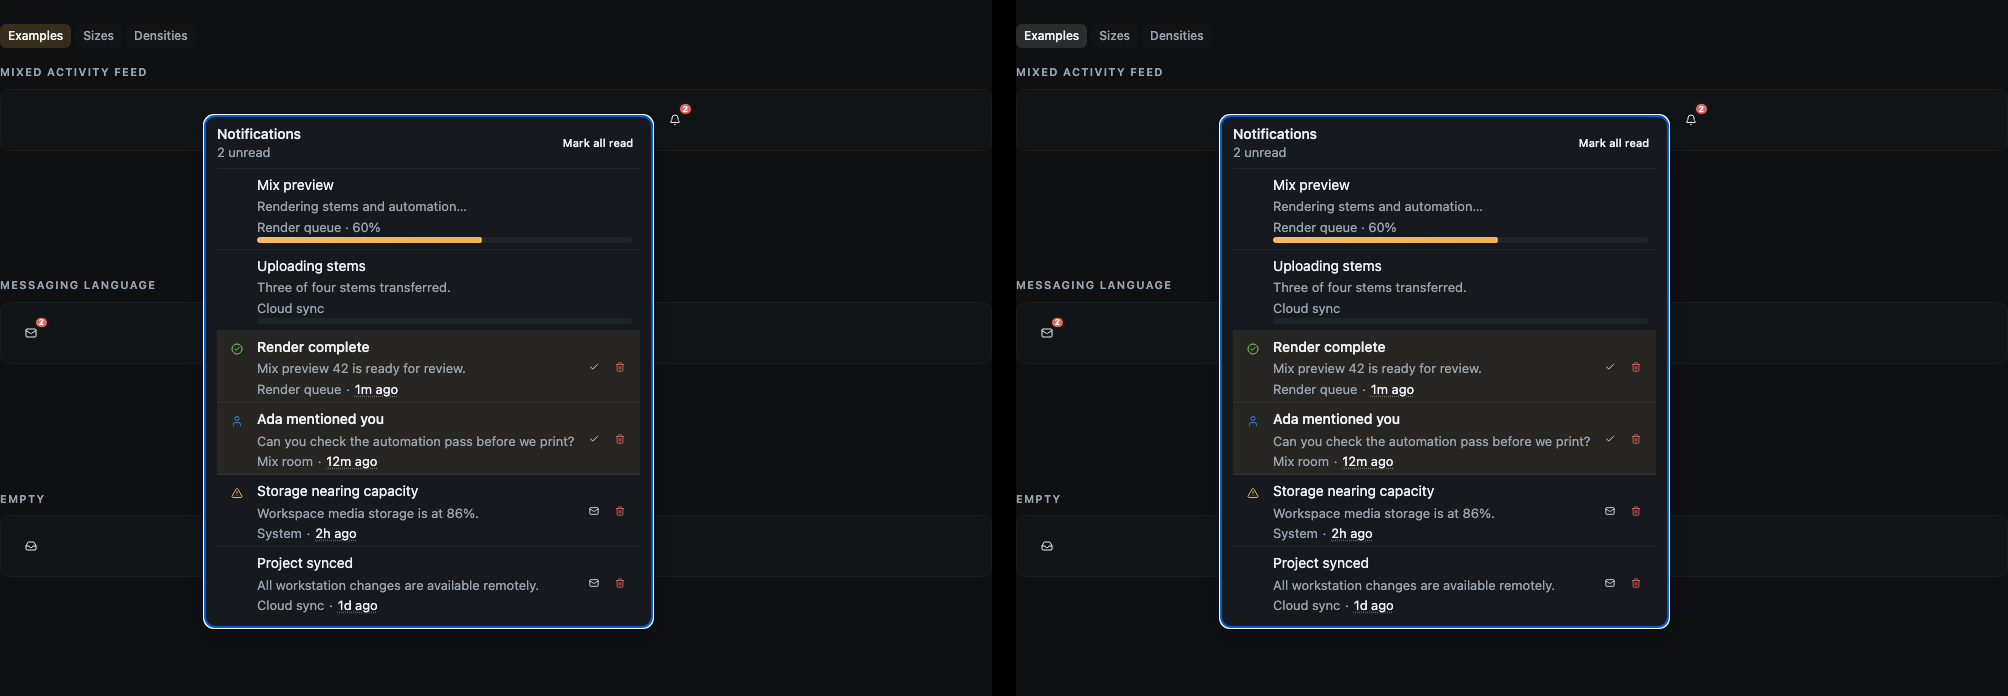 Examples Sizes Densities
MIXED ACTIVITY FEED
2
Notifications
2 unread
Mark all read
Mix preview
Rendering stems and automation...
Render queue · 60%
Uploading stems
Three of four stems transferred.
Cloud sync
MESSAGING LANGUAGE
2
Render complete
Mix preview 42 is ready for review.
Render queue · 1m ago
Ada mentioned you
Can you check the automation pass before we print?
Mix room · 12m ago
EMPTY
Storage nearing capacity
Workspace media storage is at 86%.
System · 2h ago
Project synced
All workstation changes are available remotely.
Cloud sync · 1d ago
Examples Sizes Densities
MIXED ACTIVITY FEED
2
Notifications
2 unread
Mark all read
Mix preview
Rendering stems and automation...
Render queue · 60%
Uploading stems
Three of four stems transferred.
Cloud sync
MESSAGING LANGUAGE
2
Render complete
Mix preview 42 is ready for review.
Render queue · 1m ago
Ada mentioned you
Can you check the automation pass before we print?
Mix room · 12m ago
EMPTY
Storage nearing capacity
Workspace media storage is at 86%.
System · 2h ago
Project synced
All workstation changes are available remotely.
Cloud sync · 1d ago